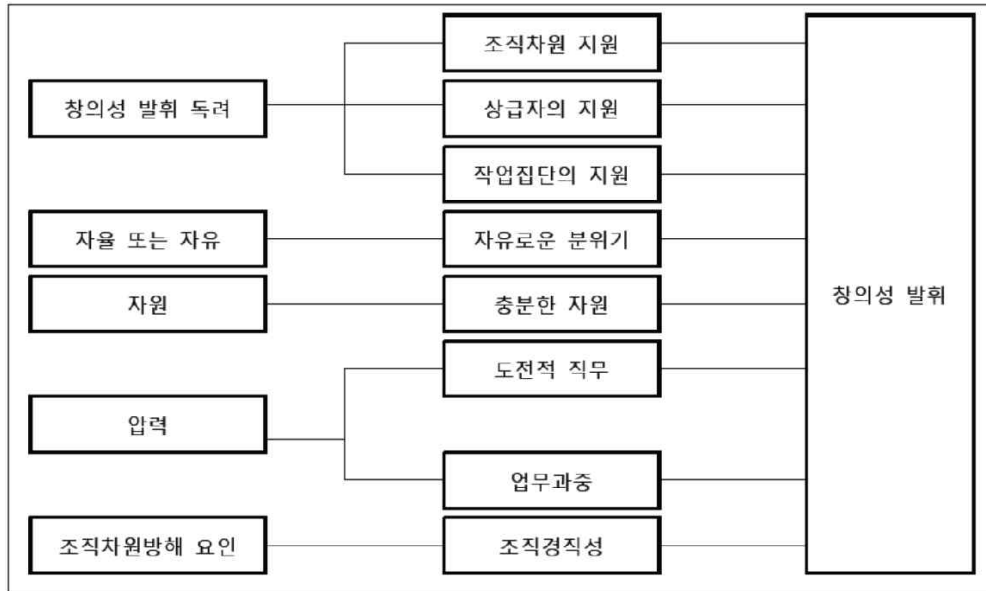 창의성 발휘 독려
조직차원 지원
상급자의 지원
작업집단의 지원
자율 또는 자유
자유로운 분위기
자원
충분한 자원
압력
도전적 직무
업무과중
조직차원방해 요인
조직경직성
창의성 발휘